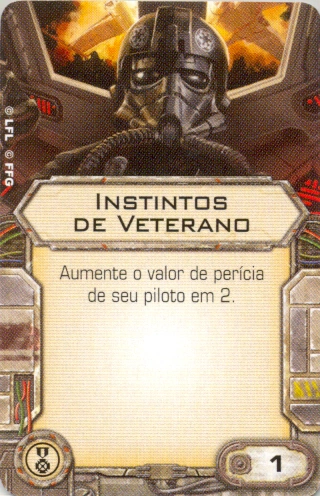 © LFL © FFG
INSTINTOS
DE VETERANO
Aumente o valor de perícia
de seu piloto em 2.
1